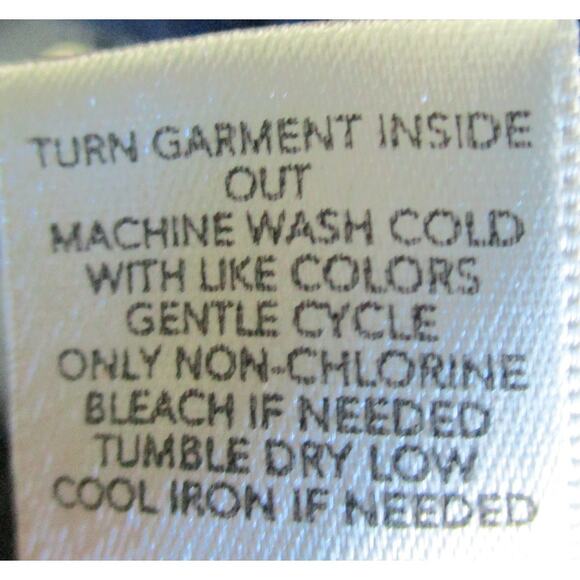 TURN GARMENT INSIDE
OUT
MACHINE WASH COLD
WITH LIKE COLORS
GENTLE CYCLE
ONLY NON-CHLORINE
BLEACH IF NEEDED
TUMBLE DRY LOW
COOL IRON IF NEEDED